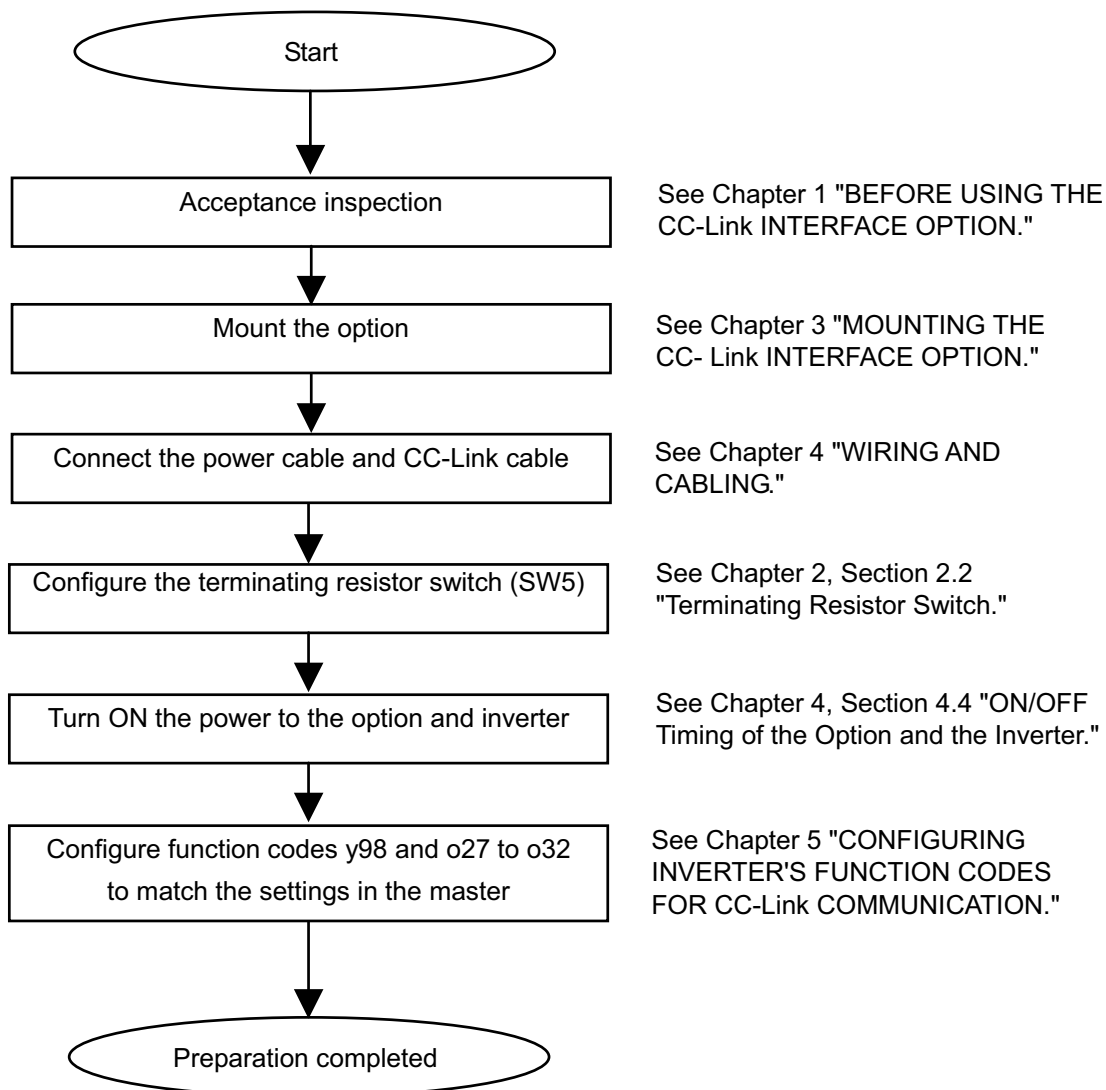 Start
Acceptance inspection
See Chapter 1 "BEFORE USING THE
CC-Link INTERFACE OPTION."
Mount the option
See Chapter 3 "MOUNTING THE
CC- Link INTERFACE OPTION."
Connect the power cable and CC-Link cable
See Chapter 4 "WIRING AND
CABLING."
Configure the terminating resistor switch (SW5)
See Chapter 2, Section 2.2
"Terminating Resistor Switch."
Turn ON the power to the option and inverter
See Chapter 4, Section 4.4 "ON/OFF
Timing of the Option and the Inverter."
Configure function codes y98 and o27 to o32
to match the settings in the master
See Chapter 5 "CONFIGURING
INVERTER'S FUNCTION CODES
FOR CC-Link COMMUNICATION."
Preparation completed